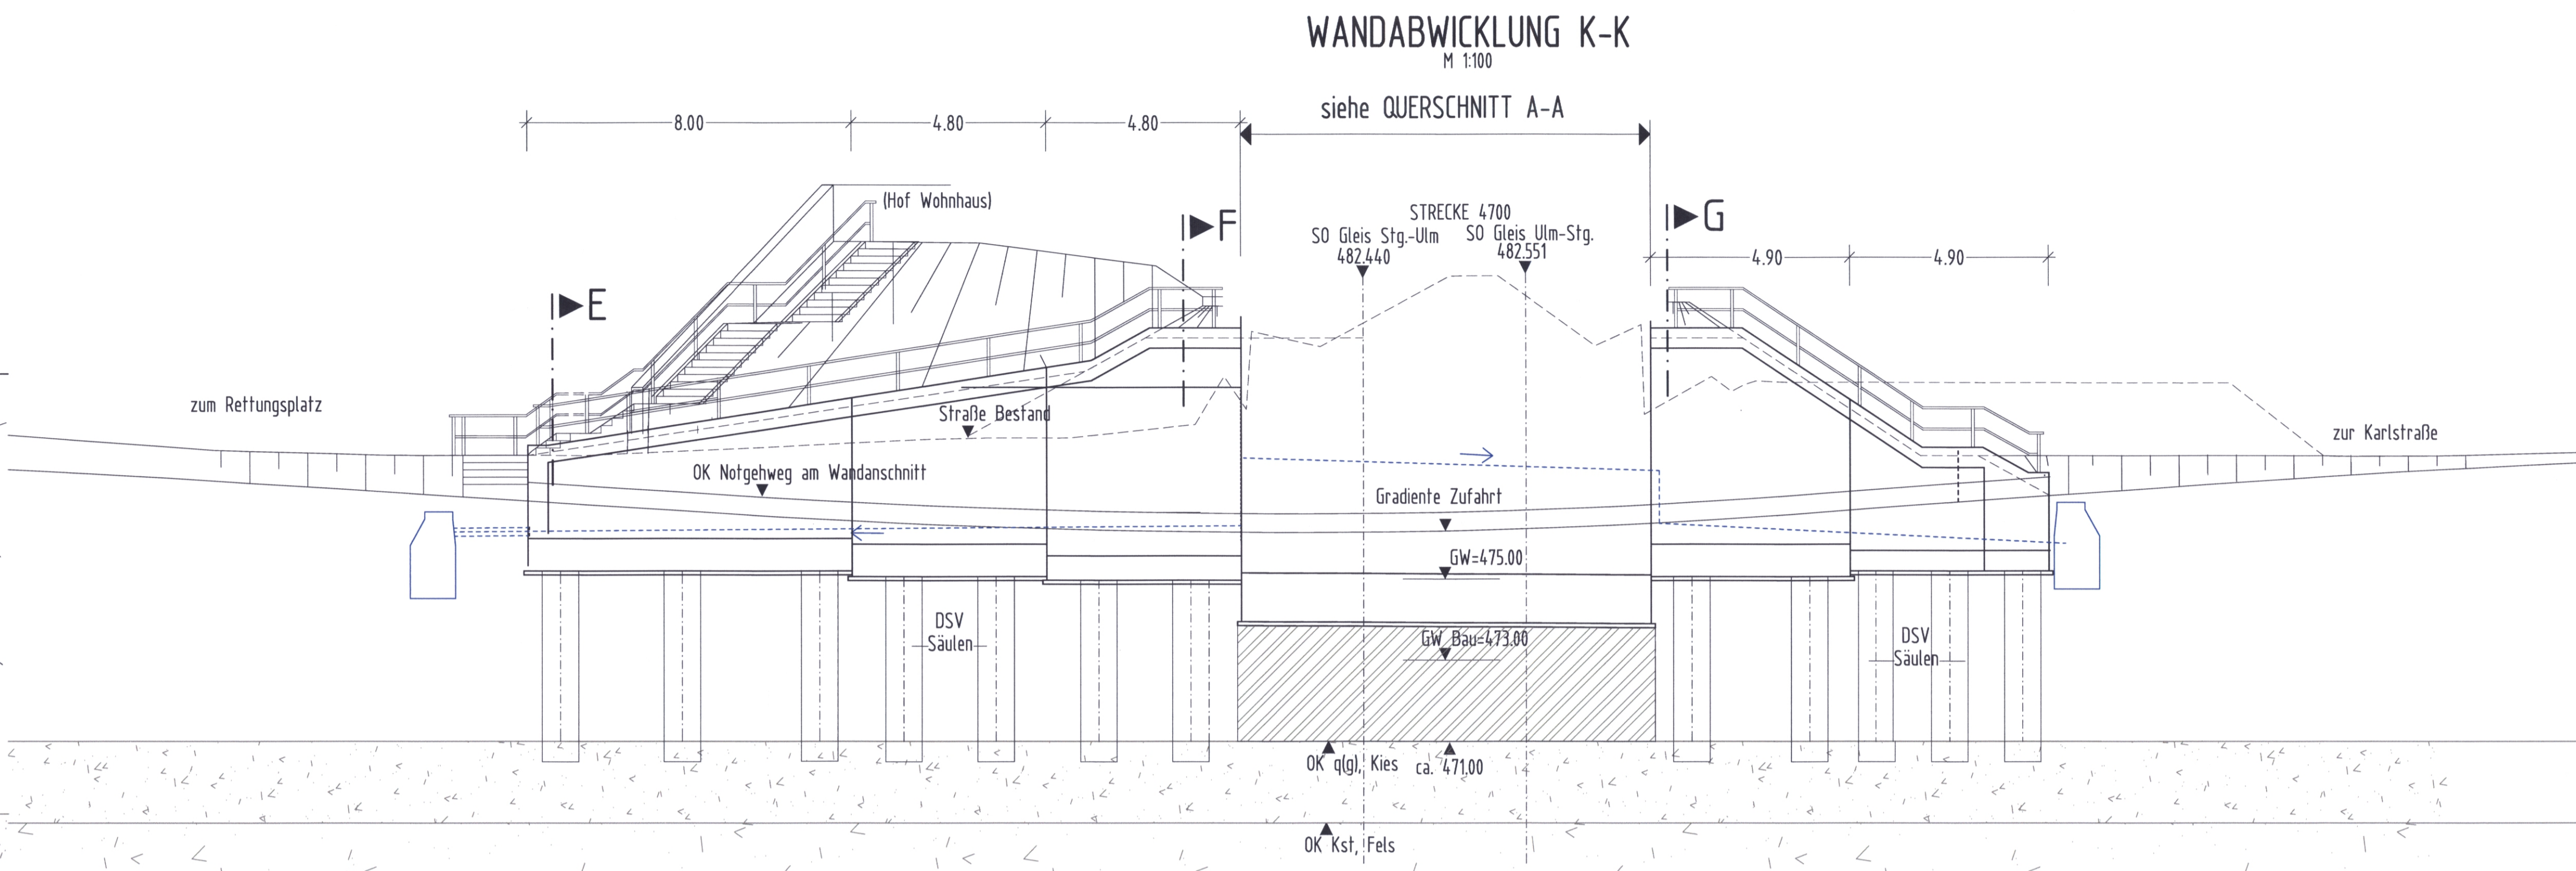 WANDABWICKLUNG K-K
M 1:100
siehe QUERSCHNITT A-A
8.00
4.80
4.80
(Hof Wohnhaus)
F
G
STRECKE 4700
SO Gleis Stg.-Ulm
SO Gleis Ulm-Stg.
482.440
482.551
4.90
4.90
E
zum Rettungsplatz
Straße Bestand
zur Karlstraße
OK Notgehweg am Wandanschnitt
Gradiente Zufahrt
GW=475.00
DSV
Säulen
GW Bau=473.00
DSV
Säulen
OK q(g), Kies
ca. 471.00
OK Kst, Fels